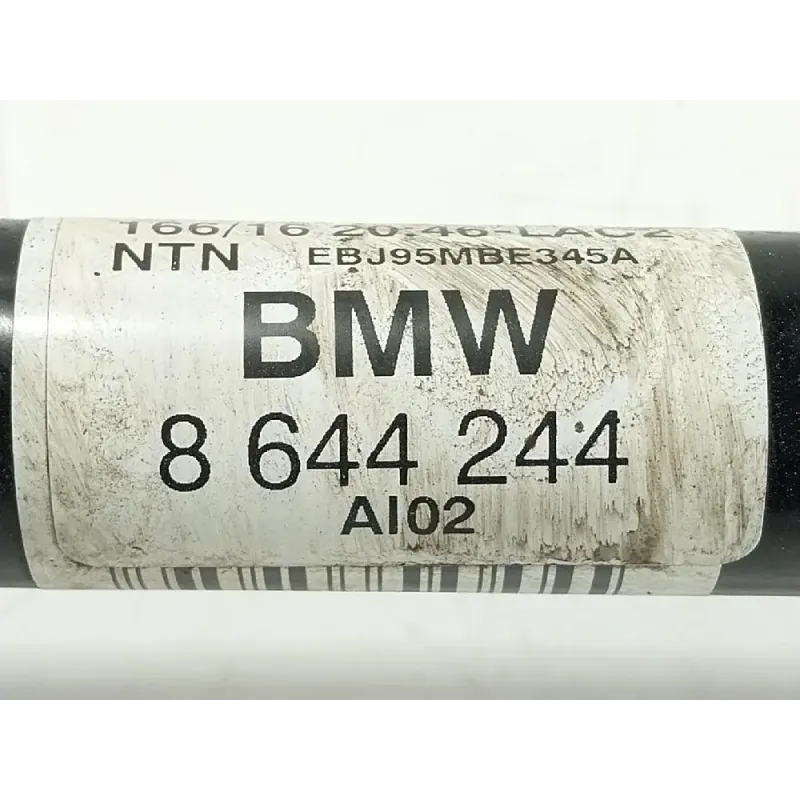 166/16 20:46-LAC2
NTN EBJ95MBE345A
BMW
8 644 244
AI02